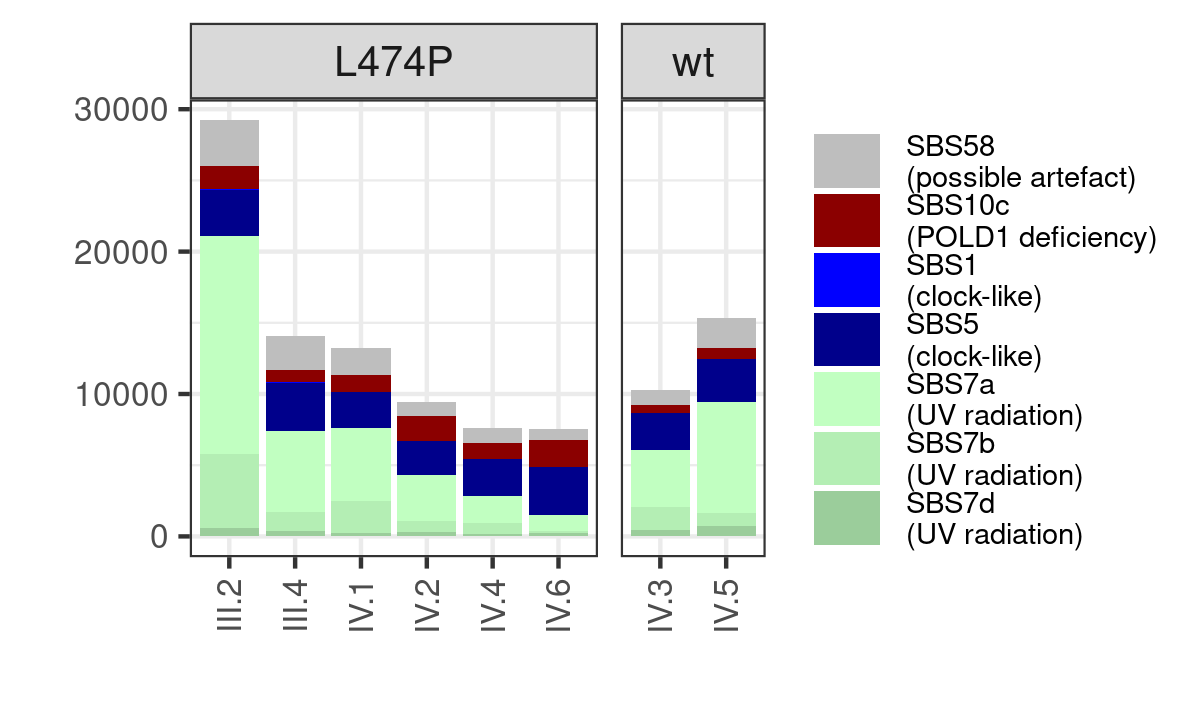 L474P
wt
30000
20000
10000
0
III.2
III.4
IV.1
IV.2
IV.4
IV.6
IV.3
IV.5
SBS58
(possible artefact)
SBS10c
(POLD1 deficiency)
SBS1
(clock-like)
SBS5
(clock-like)
SBS7a
(UV radiation)
SBS7b
(UV radiation)
SBS7d
(UV radiation)